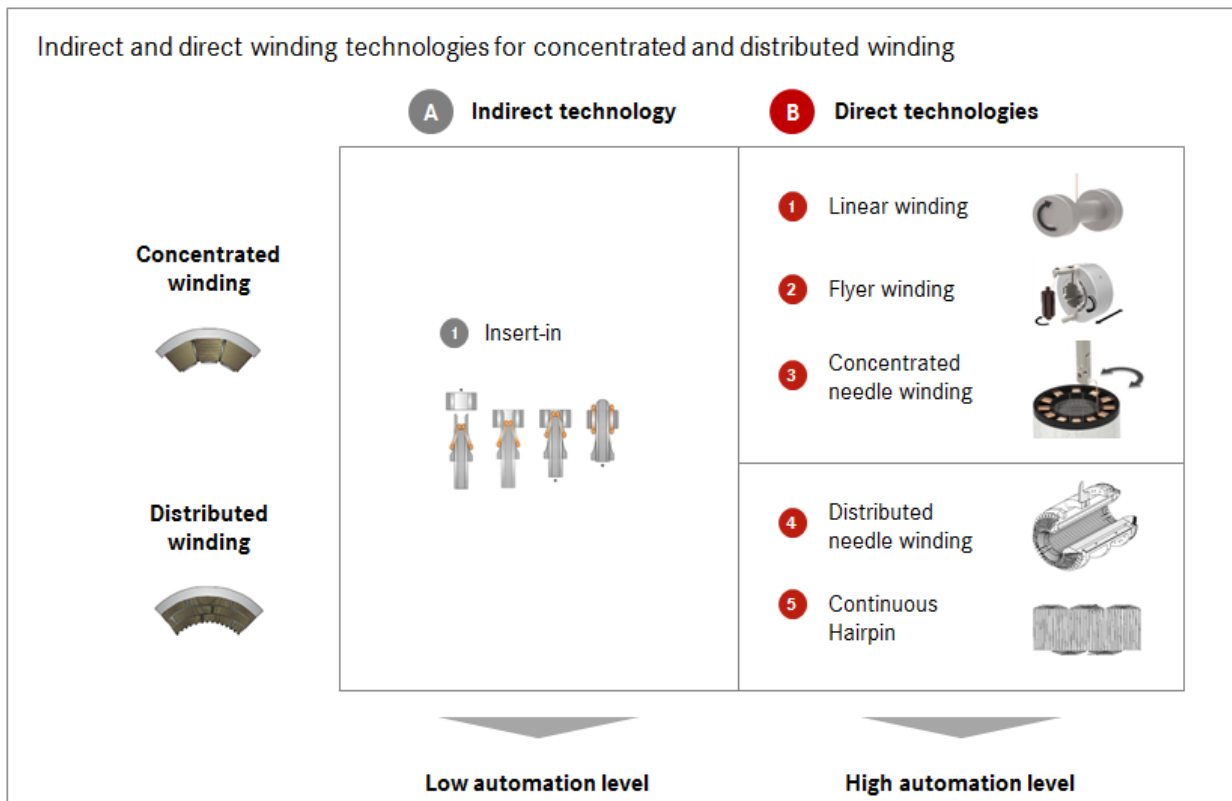 Indirect and direct winding technologies for concentrated and distributed winding
A Indirect technology
B Direct technologies
Concentrated
winding
1 Insert-in
1 Linear winding
2 Flyer winding
3 Concentrated
needle winding
Distributed
winding
4 Distributed
needle winding
5 Continuous
Hairpin
Low automation level
High automation level